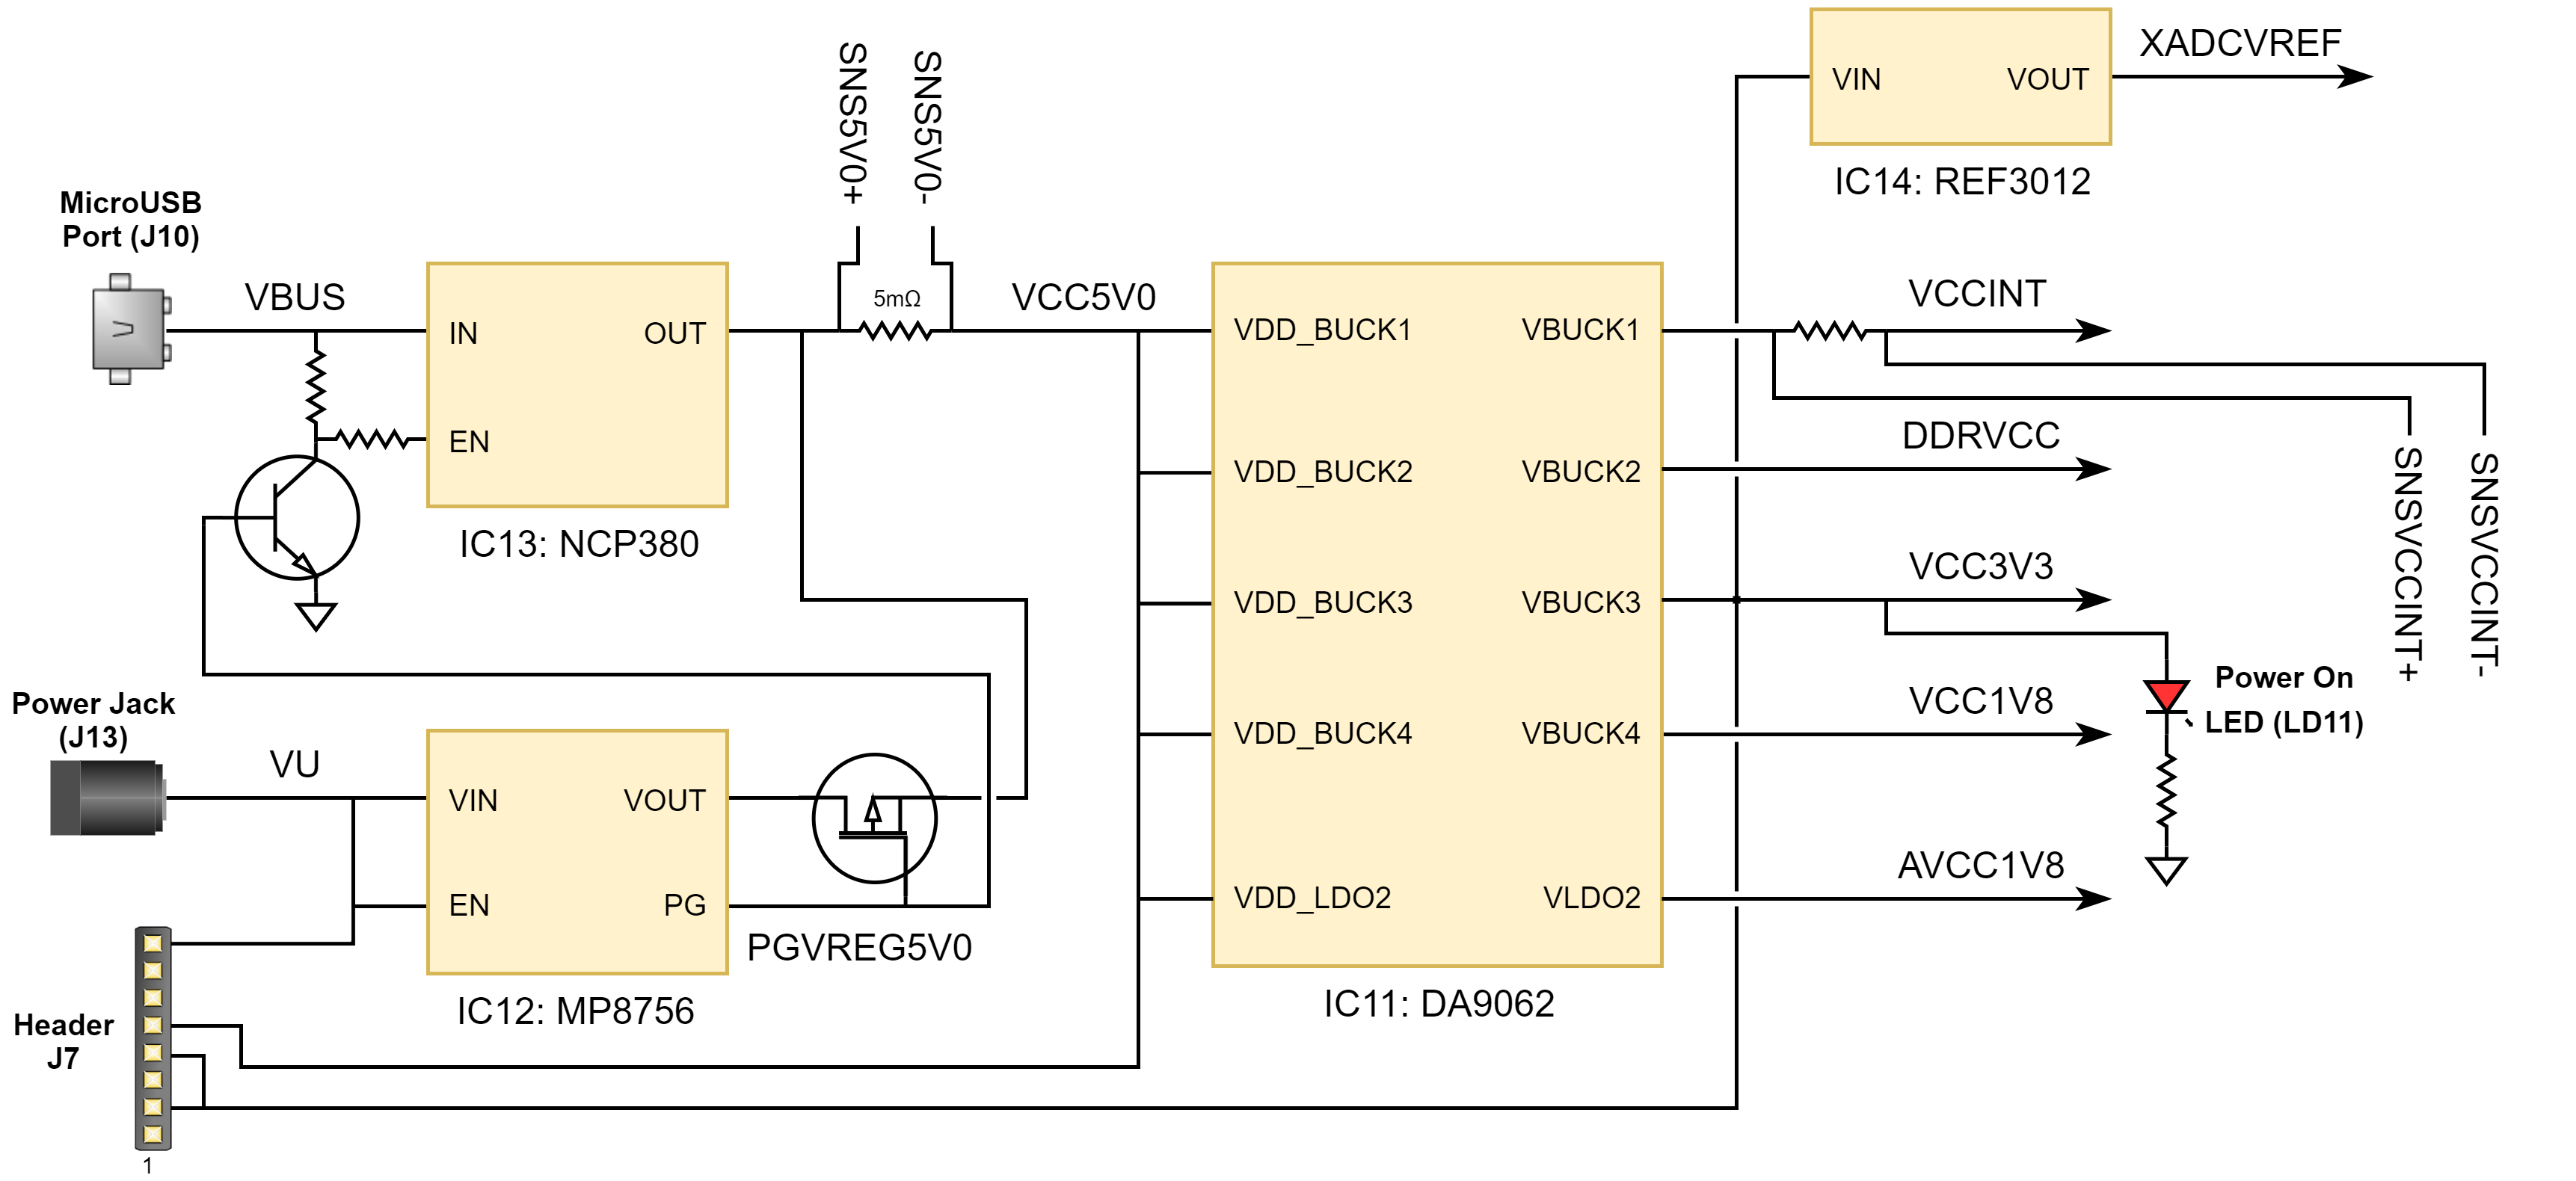 XADCVREF
VIN
VOUT
IC14: REF3012
SNS5V0+
SNS5V0-
MicroUSB
Port (J10)
VBUS
5mΩ
VCC5V0
IN
OUT
EN
IC13: NCP380
VDD_BUCK1
VBUCK1
VDD_BUCK2
VBUCK2
VDD_BUCK3
VBUCK3
VDD_BUCK4
VBUCK4
VDD_LDO2
VLDO2
IC11: DA9062
VCCINT
DDRVCC
VCC3V3
VCC1V8
AVCC1V8
SNSVCCINT+
SNSVCCINT-
Power On
LED (LD11)
Power Jack
(J13)
VU
VIN
VOUT
EN
PG
PGVREG5V0
IC12: MP8756
Header
J7
1